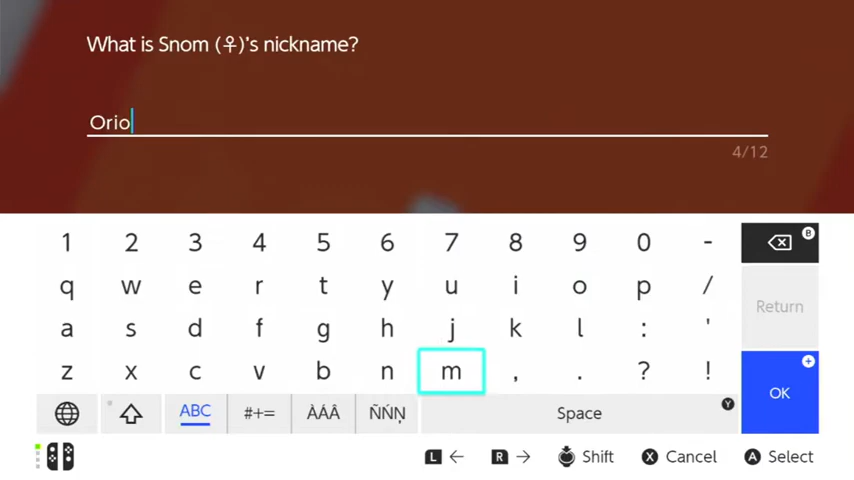 What is Snom (♀)'s nickname?
Orio
4/12
1 2 3 4 5 6 7 8 9 0 - B
q w e r t y u i o p / Return
a s d f g h j k l : '
z x c v b n m , . ? ! + OK
ABC #+= ÀÁÂ ÑŃŅ Space Y
L ← R → Shift X Cancel A Select